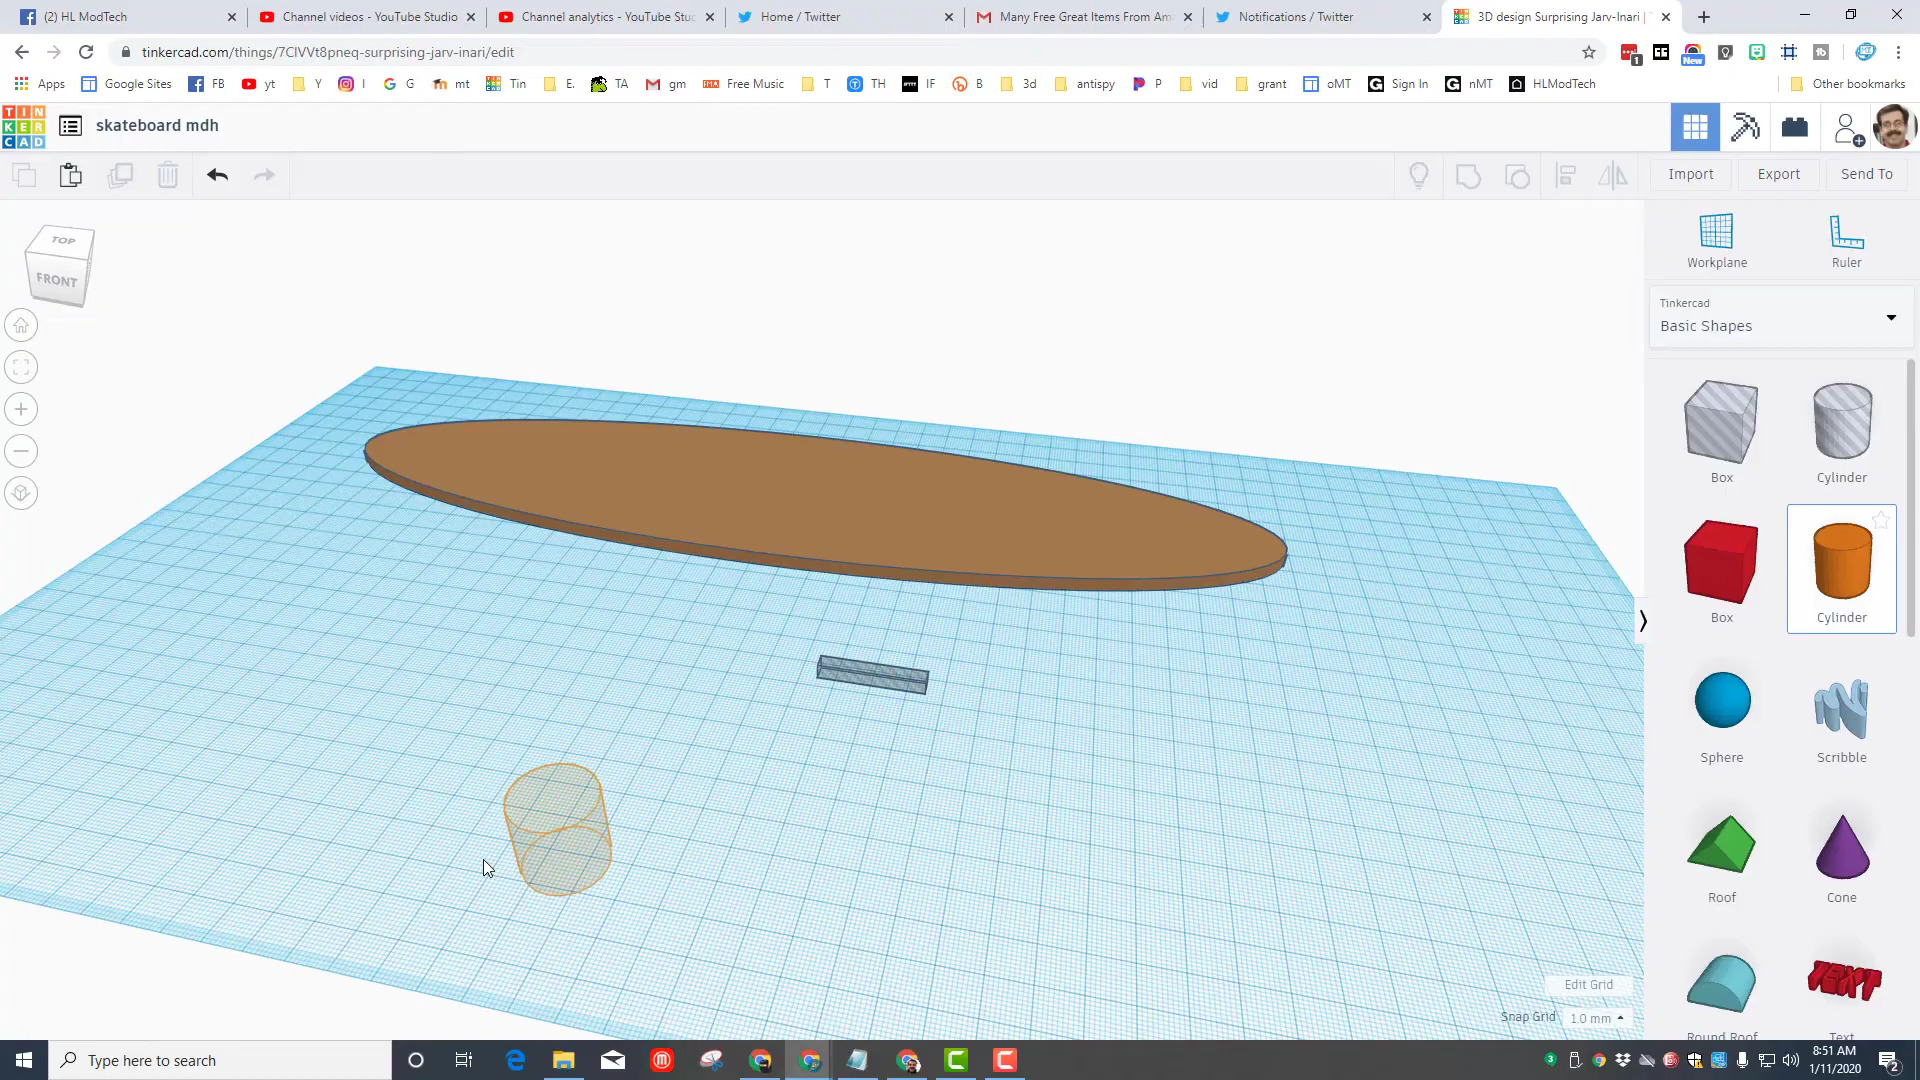 (2) HL ModTech
Channel videos - YouTube Studio
Channel analytics - YouTube Stu
Home / Twitter
Many Free Great Items From Am
Notifications / Twitter
3D design Surprising Jarv-Inari |
tinkercad.com/things/7ClVVt8pneq-surprising-jarv-inari/edit
1
New
Apps
Google Sites
FB
yt
Y
I
G
mt
Tin
E.
TA
gm
Free Music
T
TH
IF
B
3d
antispy
P
vid
grant
oMT
Sign In
nMT
HLModTech
Other bookmarks
TIN
KER
CAD
skateboard mdh
Import
Export
Send To
TOP
FRONT
Workplane
Ruler
Tinkercad
Basic Shapes
Box
Cylinder
Box
Cylinder
Sphere
Scribble
Roof
Cone
TEXT
Round Roof
Text
Edit Grid
Snap Grid
1.0 mm
Type here to search
8:51 AM
1/11/2020
2